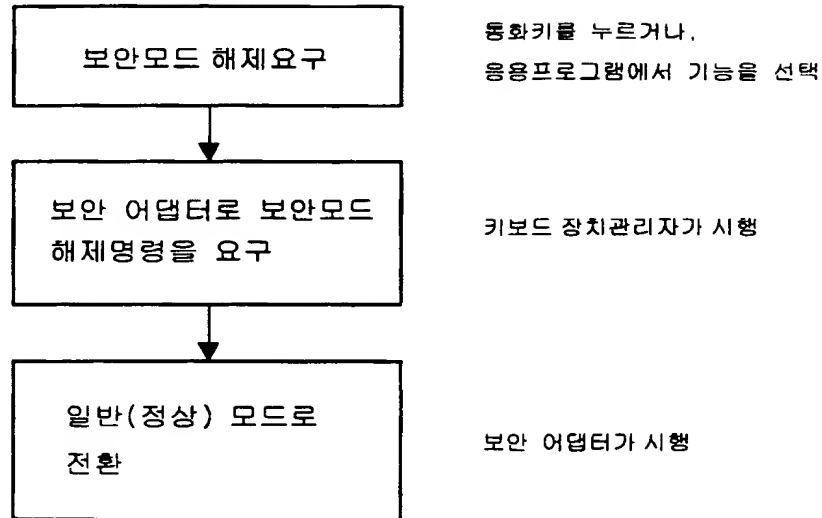 보안모드 해제요구
통화키를 누르거나,
응용프로그램에서 기능을 선택
보안 어댑터로 보안모드
해제명령을 요구
키보드 장치관리자가 시행
일반(정상) 모드로
전환
보안 어댑터가 시행